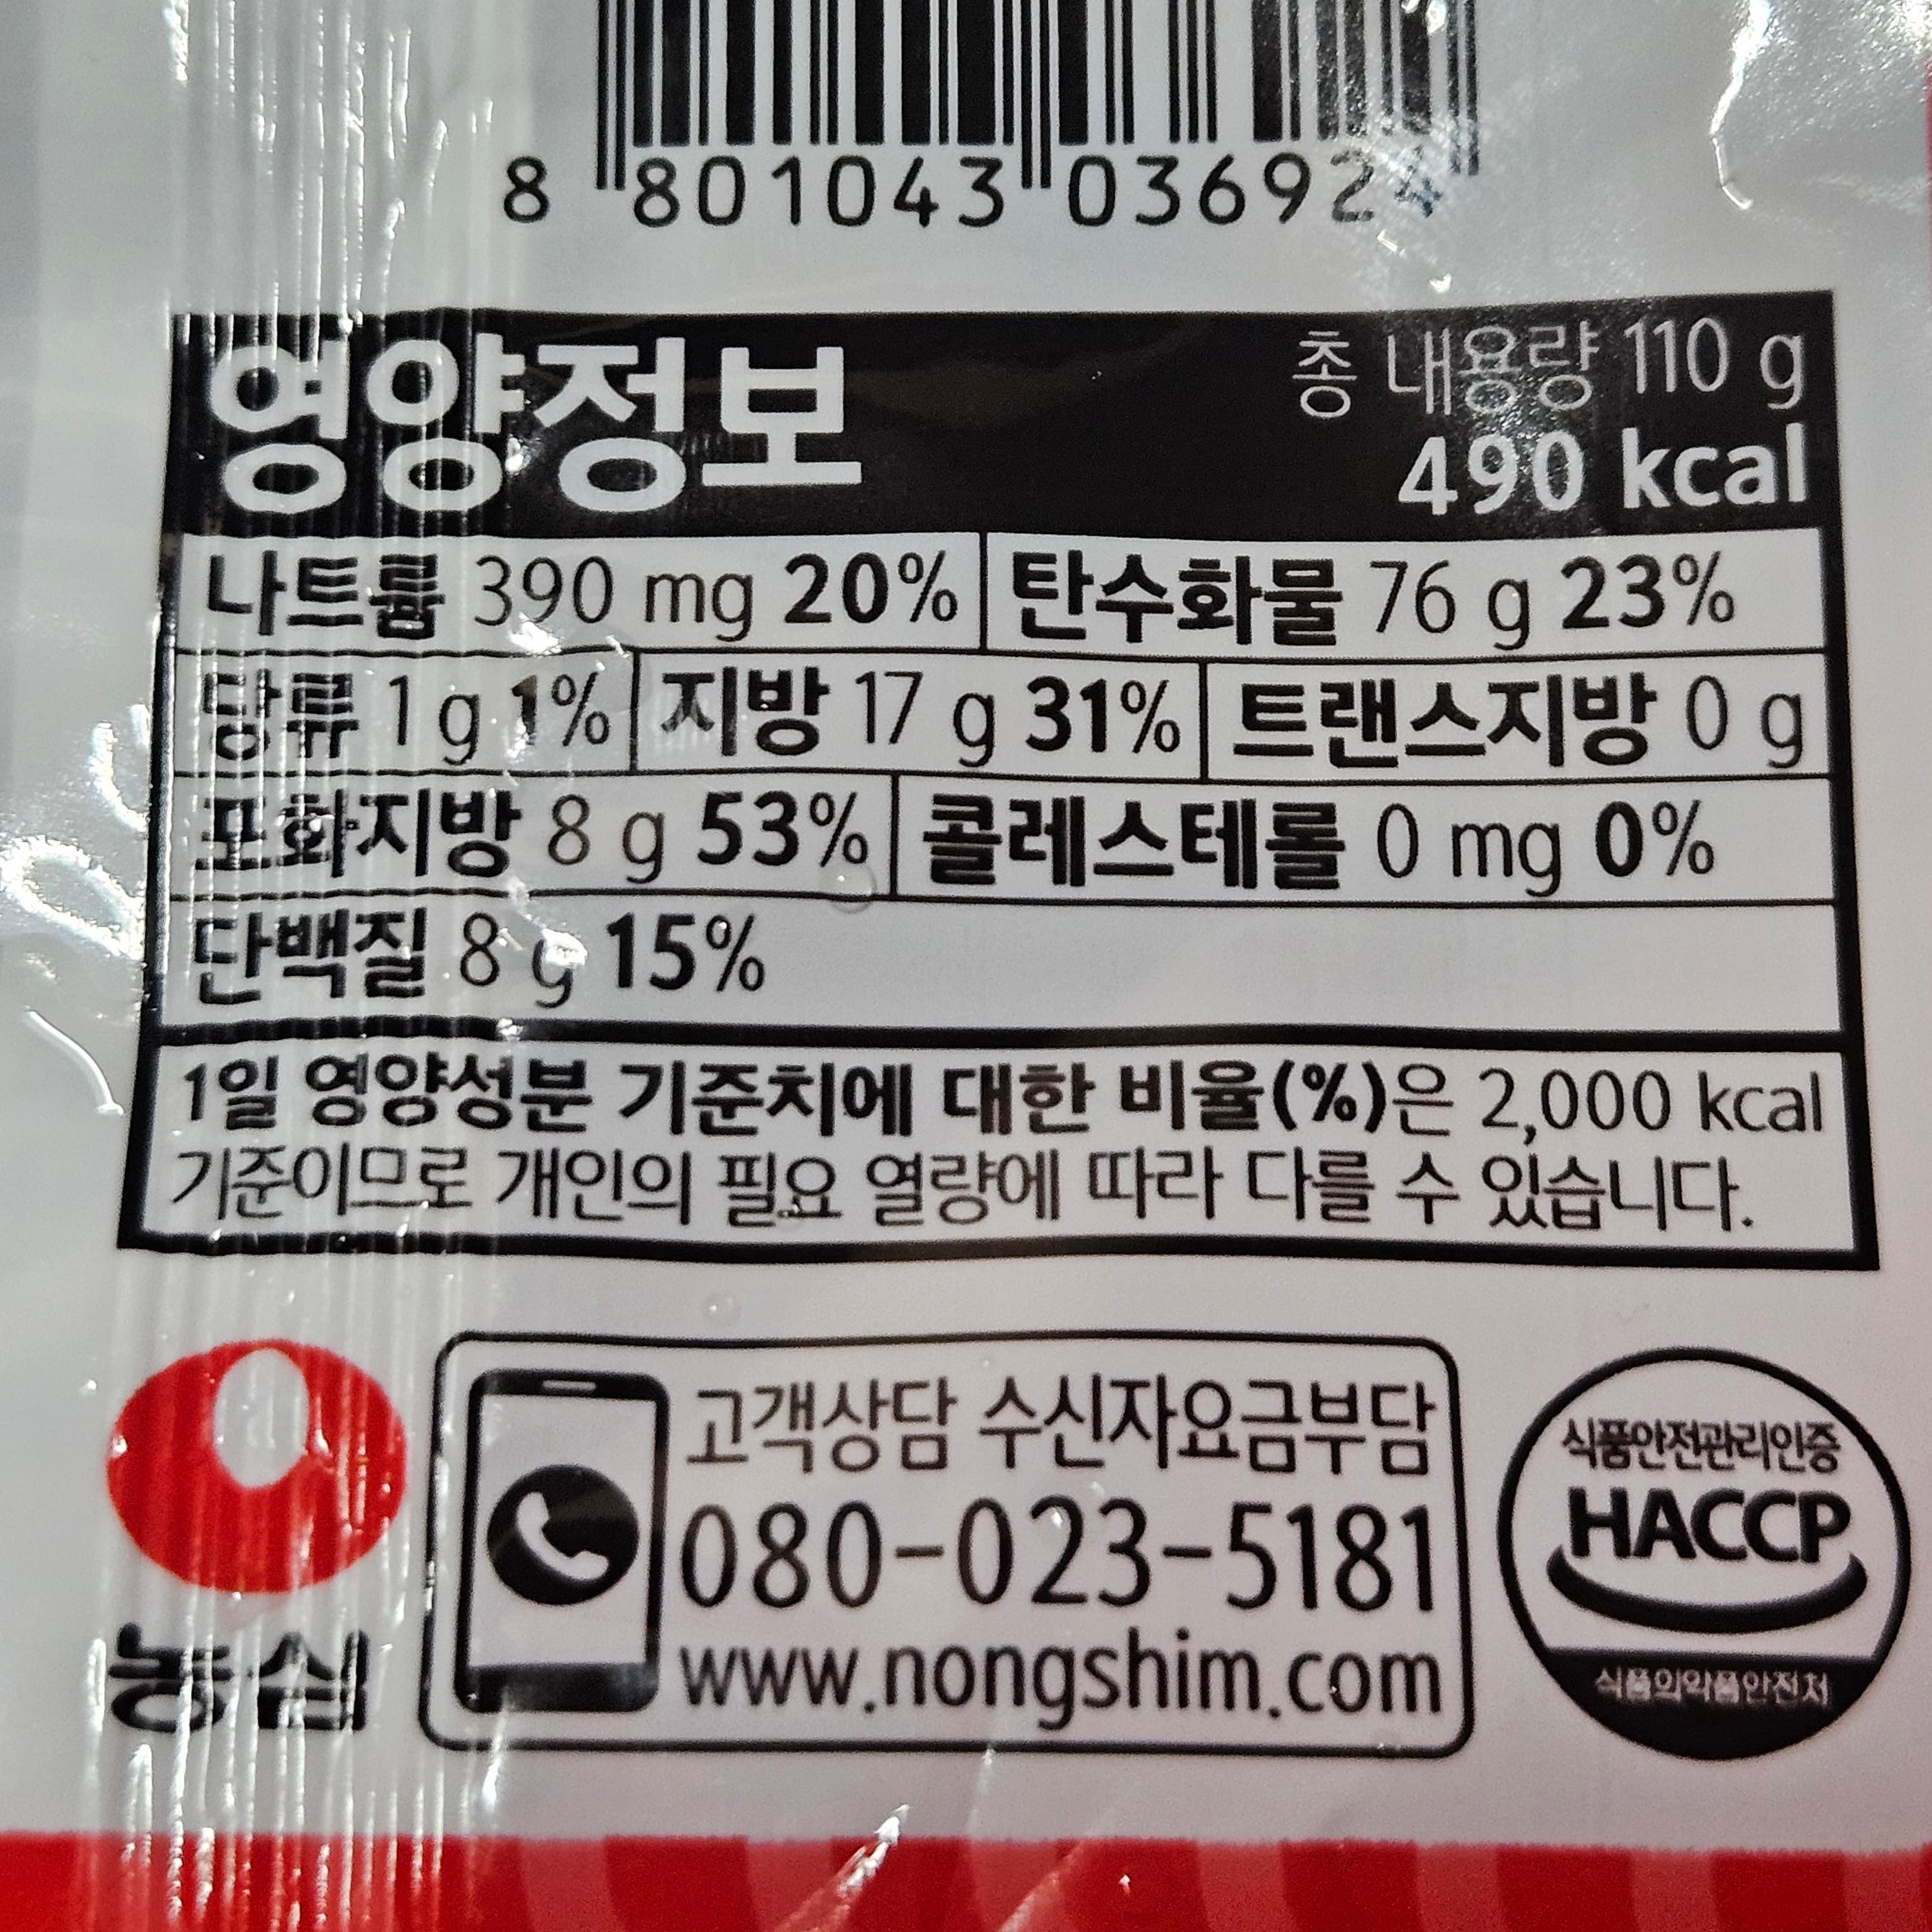 8 801043 036924
영양정보
총 내용량 110 g
490 kcal
나트륨 390 mg 20% 탄수화물 76 g 23%
당류 1 g 1% 지방 17 g 31% 트랜스지방 0 g
포화지방 8 g 53% 콜레스테롤 0 mg 0%
단백질 8 g 15%
1일 영양성분 기준치에 대한 비율(%)은 2,000 kcal
기준이므로 개인의 필요 열량에 따라 다를 수 있습니다.
농심
고객상담 수신자요금부담
080-023-5181
www.nongshim.com
식품안전관리인증
HACCP
식품의약품안전처